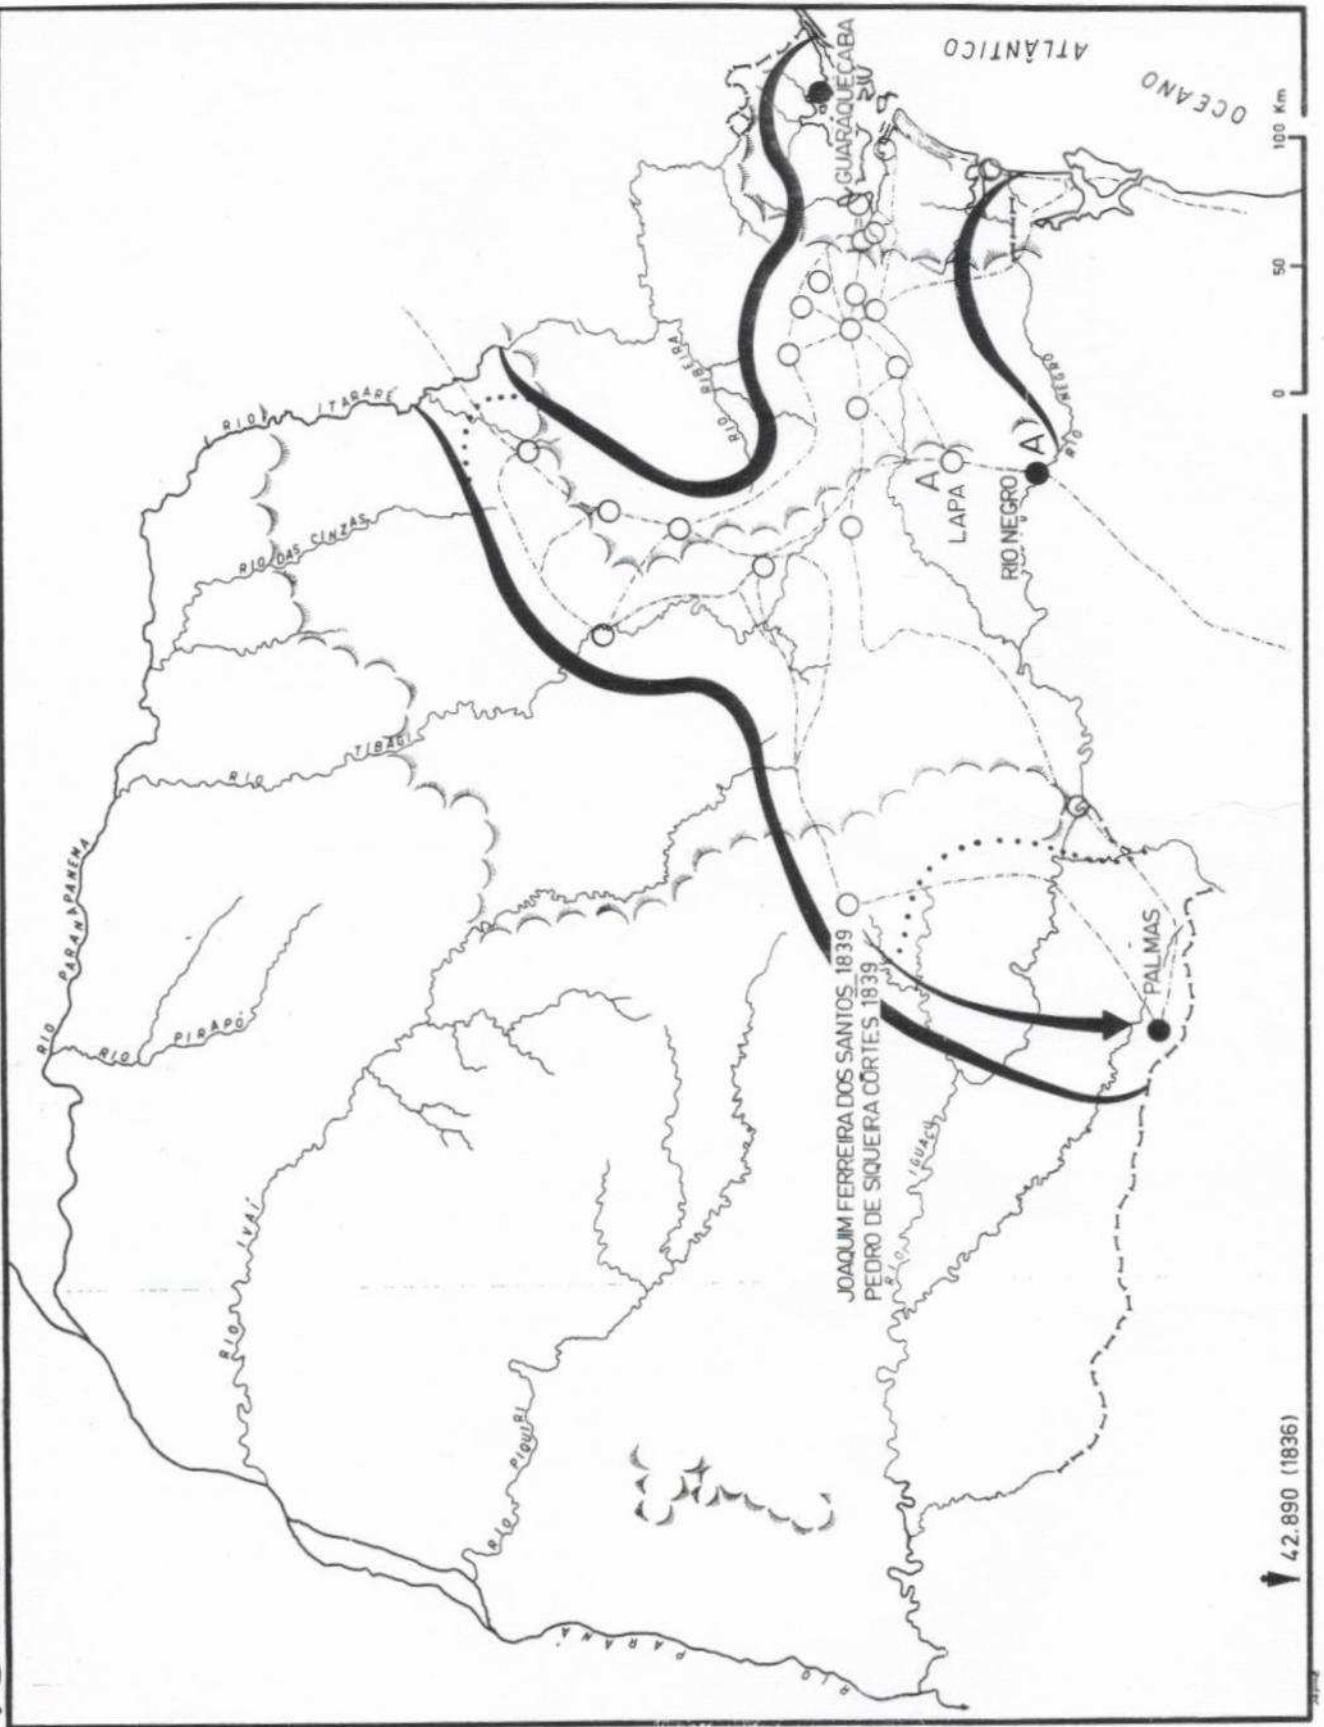 OCEANO
ATLÂNTICO
GUARAQUEÇABA
RIO ITARARÉ
RIO RIBEIRA
RIO DAS CINZAS
RIO TIBAGI
RIO PARANAPANEMA
RIO PIRAPÓ
RIO IVAÍ
RIO PIQUIRI
RIO PARANÁ
RIO IGUAÇU
RIO NEGRO
A
LAPA
A
RIO NEGRO
PALMAS
JOAQUIM FERREIRA DOS SANTOS 1839
PEDRO DE SIQUEIRA CÔRTES 1839
0 50 100 Km
42.890 (1836)